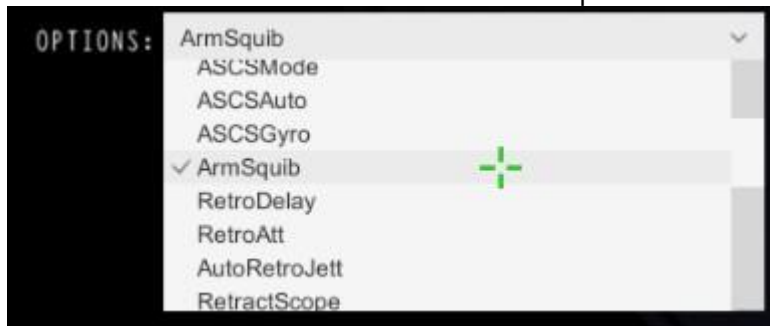 OPTIONS: ArmSquib
ASCSMode
ASCSAuto
ASCSGyro
ArmSquib
RetroDelay
RetroAtt
AutoRetroJett
RetractScope